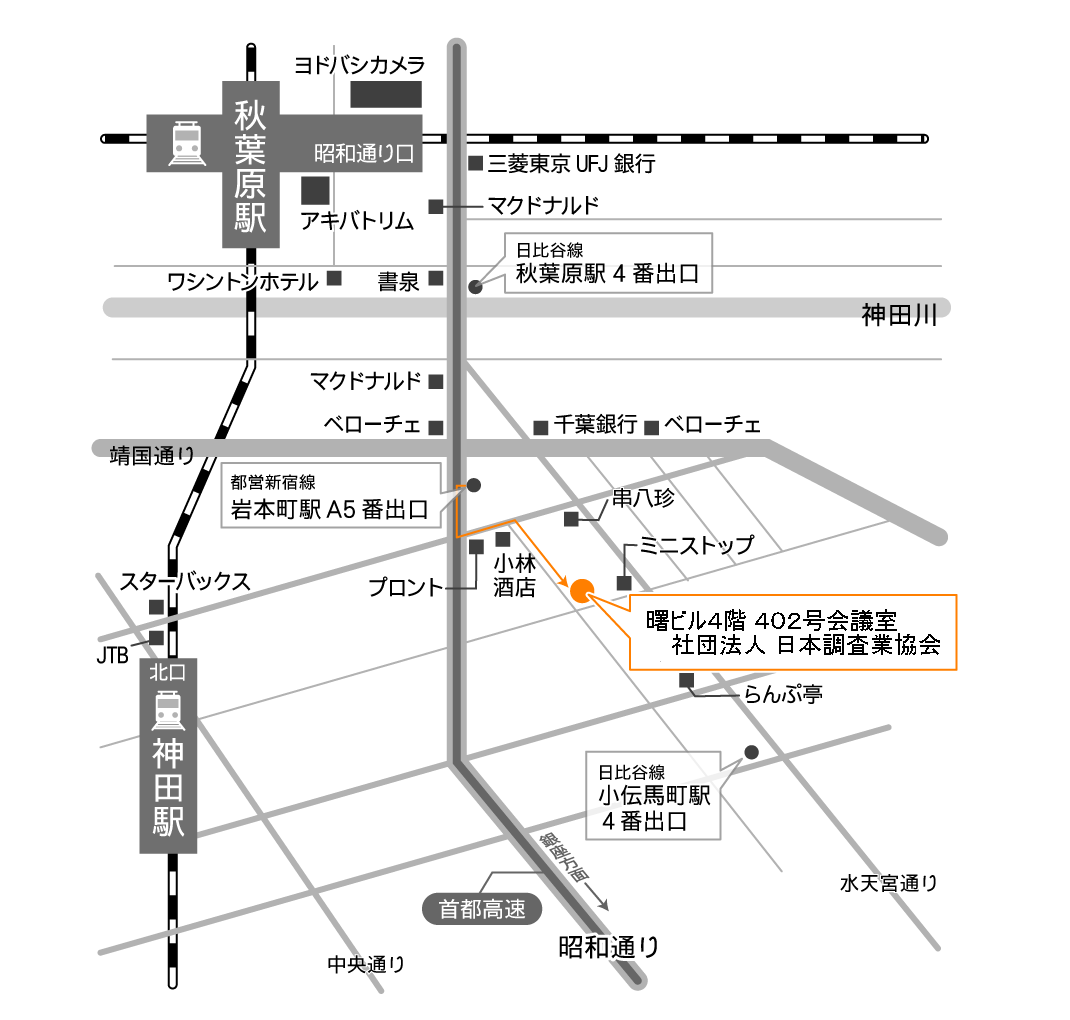 ヨドバシカメラ
秋葉原駅
昭和通り口
三菱東京UFJ銀行
アキバトリム
マクドナルド
日比谷線
秋葉原駅 4 番出口
ワシントンホテル
書泉
神田川
マクドナルド
ベローチェ
千葉銀行
ベローチェ
靖国通り
都営新宿線
岩本町駅 A5 番出口
串八珍
ミニストップ
小林
酒店
プロント
スターバックス
曙ビル4階 402号会議室
社団法人 日本調査業協会
JTB
北口
神田駅
らんぷ亭
日比谷線
小伝馬町駅
4 番出口
銀座方面
水天宮通り
首都高速
昭和通り
中央通り